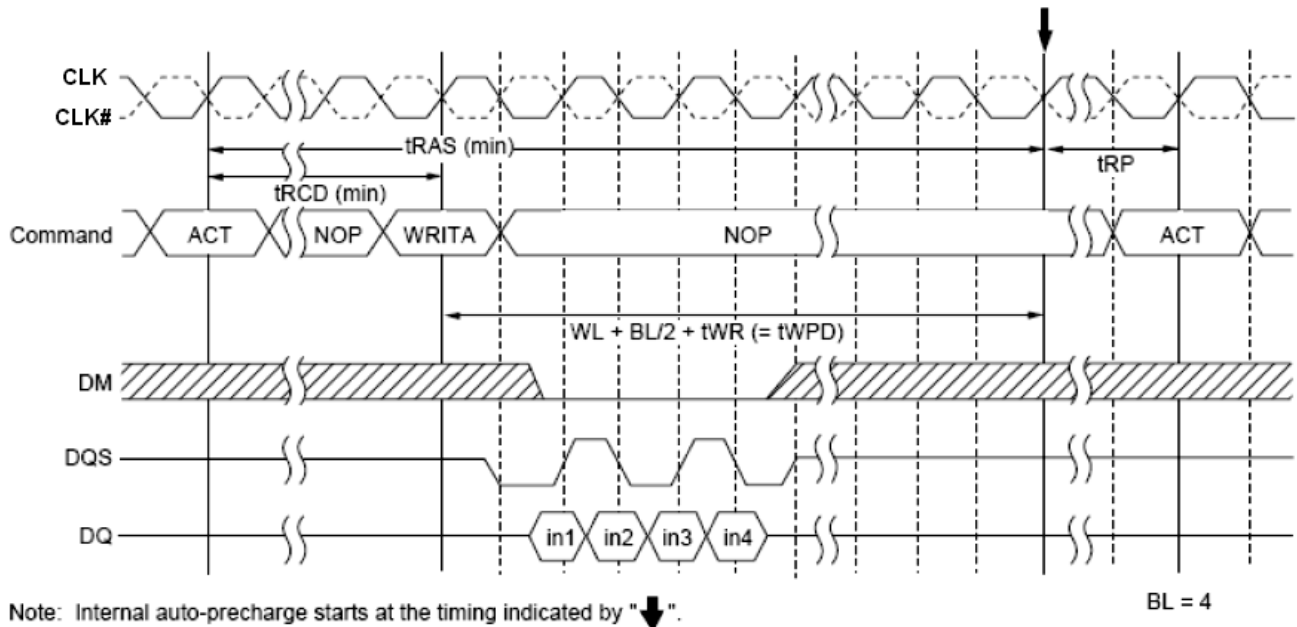 CLK
CLK#
tRAS (min)
tRP
tRCD (min)
Command ACT NOP WRITA NOP ACT
WL + BL/2 + tWR (= tWPD)
DM
DQS
DQ in1 in2 in3 in4
BL = 4
Note: Internal auto-precharge starts at the timing indicated by " ".